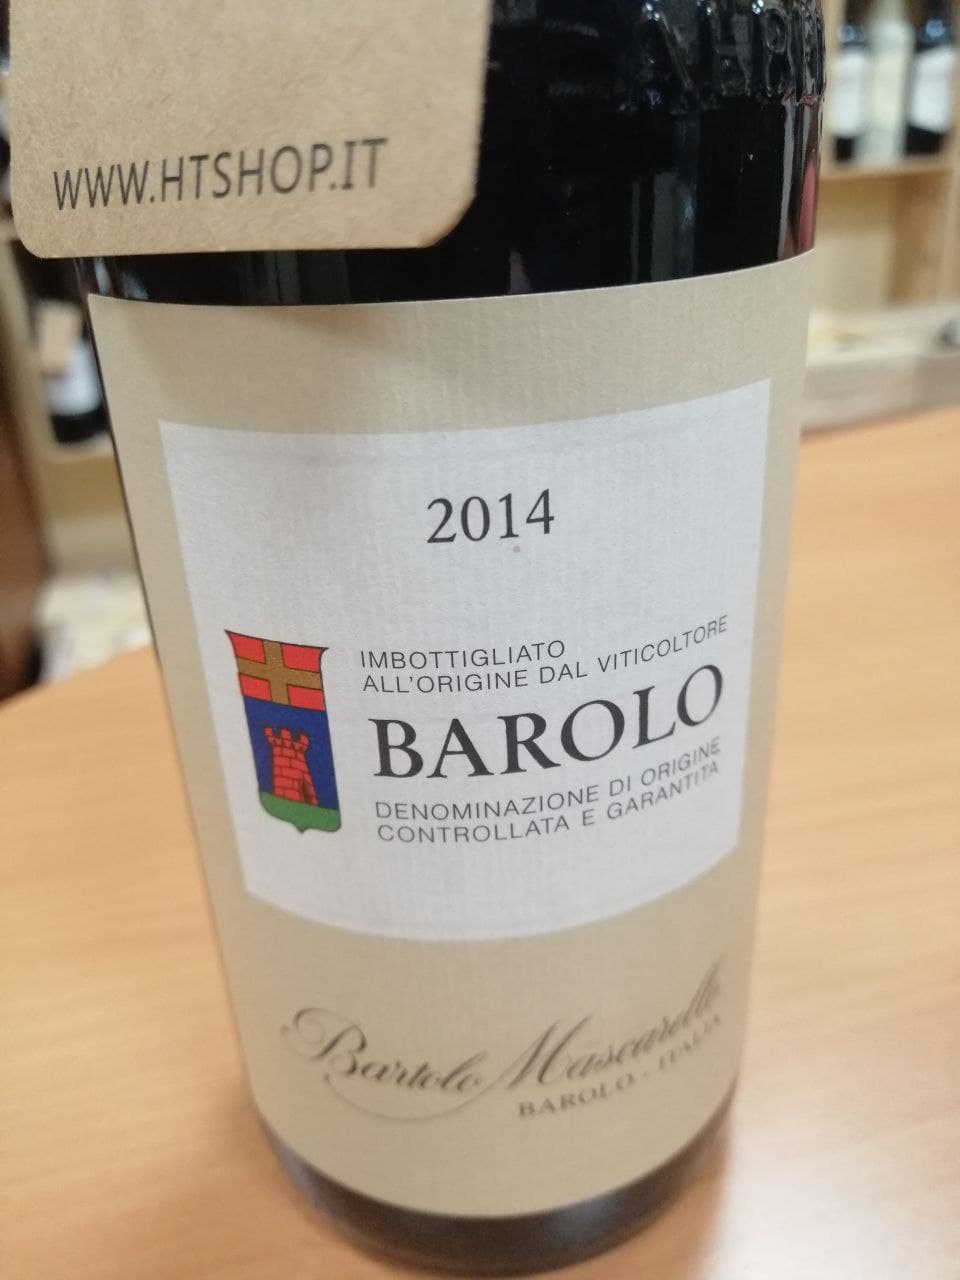 WWW.HTSHOP.IT
2014
IMBOTTIGLIATO
ALL'ORIGINE DAL VITICOLTORE
BAROLO
DENOMINAZIONE DI ORIGINE
CONTROLLATA E GARANTITA
Bartolo Mascarello
BAROLO - ITALIA